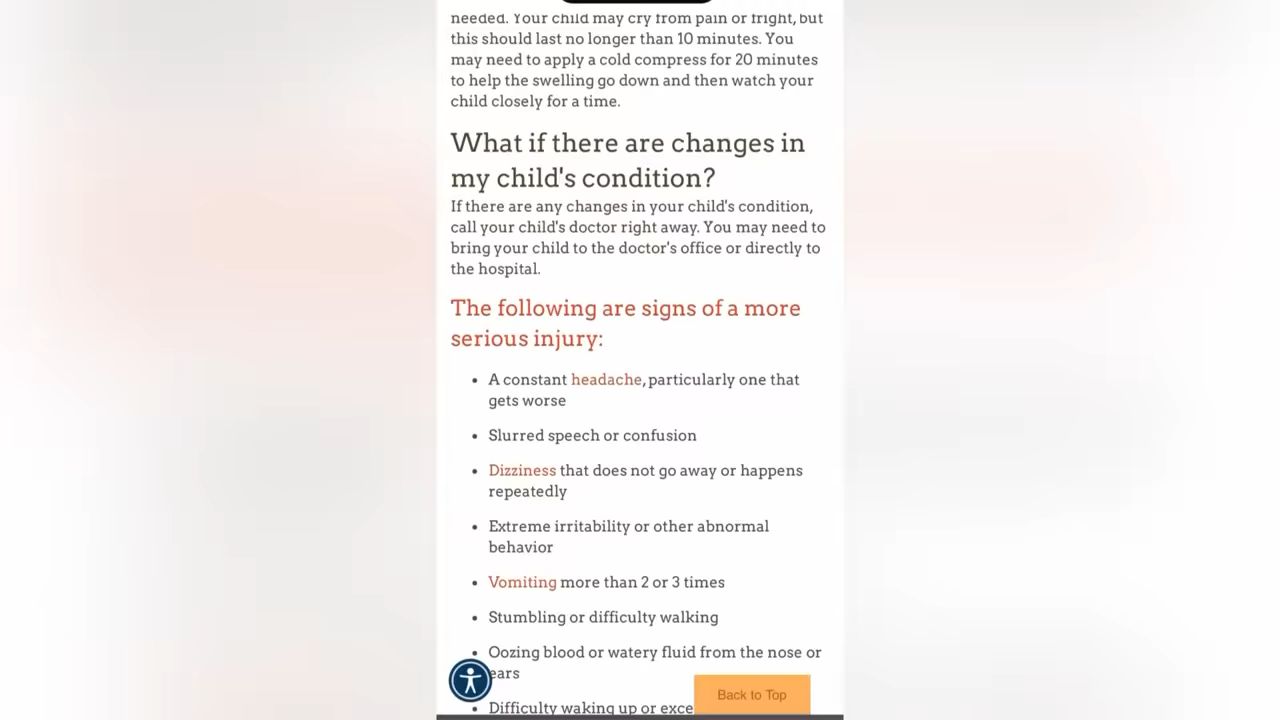 needed. Your child may cry from pain or fright, but
this should last no longer than 10 minutes. You
may need to apply a cold compress for 20 minutes
to help the swelling go down and then watch your
child closely for a time.
What if there are changes in
my child's condition?
If there are any changes in your child's condition,
call your child's doctor right away. You may need to
bring your child to the doctor's office or directly to
the hospital.
The following are signs of a more
serious injury:
• A constant headache, particularly one that
gets worse
• Slurred speech or confusion
• Dizziness that does not go away or happens
repeatedly
• Extreme irritability or other abnormal
behavior
• Vomiting more than 2 or 3 times
• Stumbling or difficulty walking
• Oozing blood or watery fluid from the nose or
ears
• Difficulty waking up or
Back to Top